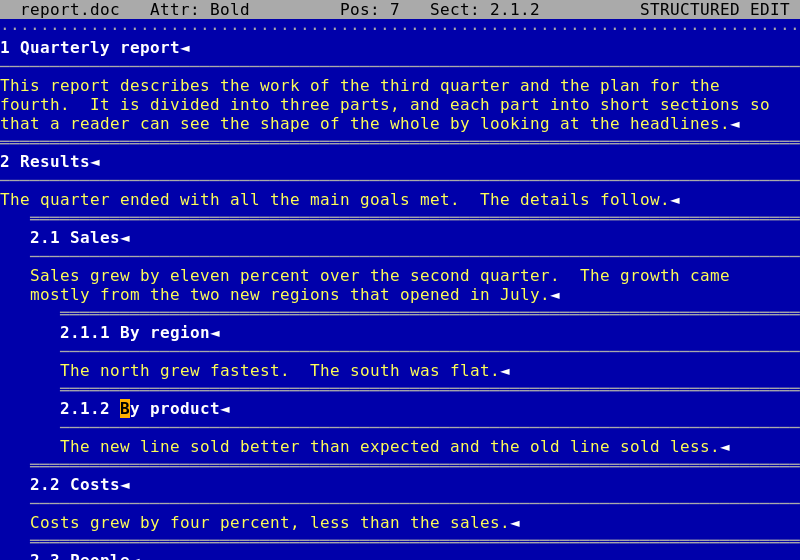 report.doc   Attr: Bold         Pos: 7   Sect: 2.1.2          STRUCTURED EDIT
1 Quarterly report◄
This report describes the work of the third quarter and the plan for the
fourth.  It is divided into three parts, and each part into short sections so
that a reader can see the shape of the whole by looking at the headlines.◄
2 Results◄
The quarter ended with all the main goals met.  The details follow.◄
2.1 Sales◄
Sales grew by eleven percent over the second quarter.  The growth came
mostly from the two new regions that opened in July.◄
2.1.1 By region◄
The north grew fastest.  The south was flat.◄
2.1.2 By product◄
The new line sold better than expected and the old line sold less.◄
2.2 Costs◄
Costs grew by four percent, less than the sales.◄
2.3 People◄